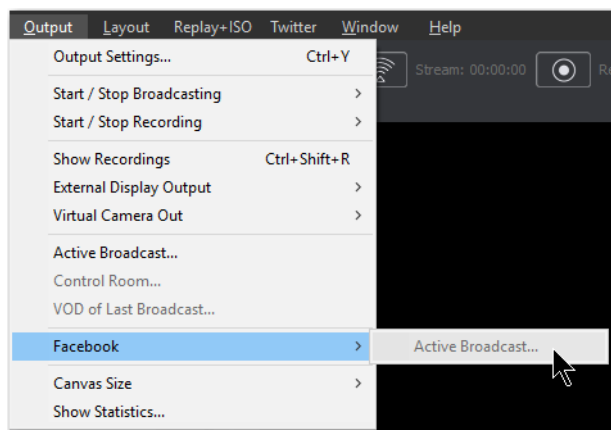 Output Layout Replay+ISO Twitter Window Help
Output Settings... Ctrl+Y
Stream: 00:00:00
Start / Stop Broadcasting
Start / Stop Recording
Show Recordings Ctrl+Shift+R
External Display Output
Virtual Camera Out
Active Broadcast...
Control Room...
VOD of Last Broadcast...
Facebook
Active Broadcast...
Canvas Size
Show Statistics...